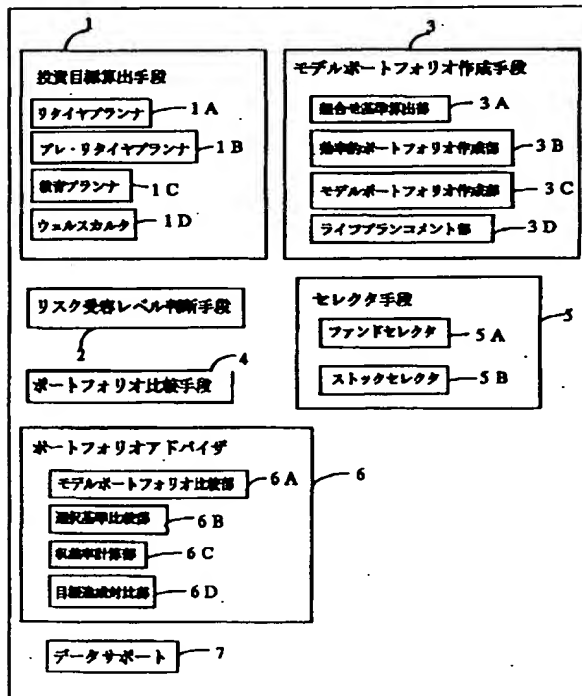 1
投資目標算出手段
リタイヤプランナ 1A
プレ・リタイヤプランナ 1B
教育プランナ 1C
ウェルスカルク 1D
3
モデルポートフォリオ作成手段
組合せ基準算出部 3A
効率的ポートフォリオ作成部 3B
モデルポートフォリオ作成部 3C
ライフプランコメント部 3D
リスク受容レベル判断手段
2
ポートフォリオ比較手段 4
セレクタ手段 5
ファンドセレクタ 5A
ストックセレクタ 5B
ポートフォリオアドバイザ 6
モデルポートフォリオ比較部 6A
選択基準比較部 6B
収益率計算部 6C
目標達成対比部 6D
データサポート 7